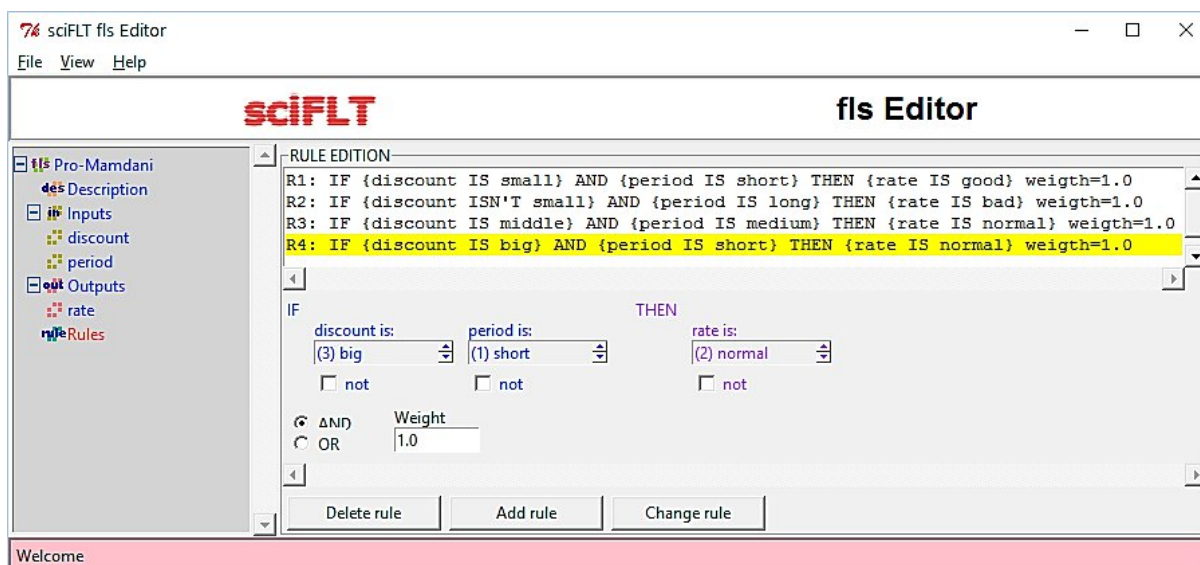 sciFLT fls Editor
File View Help
sciFLT fls Editor
fls Pro-Mamdani
des Description
in Inputs
discount
period
out Outputs
rate
rule Rules
RULE EDITION
R1: IF {discount IS small} AND {period IS short} THEN {rate IS good} weigth=1.0
R2: IF {discount ISN'T small} AND {period IS long} THEN {rate IS bad} weigth=1.0
R3: IF {discount IS middle} AND {period IS medium} THEN {rate IS normal} weigth=1.0
R4: IF {discount IS big} AND {period IS short} THEN {rate IS normal} weigth=1.0
IF THEN
discount is: period is: rate is:
(3) big (1) short (2) normal
not not not
AND Weight
OR 1.0
Delete rule Add rule Change rule
Welcome